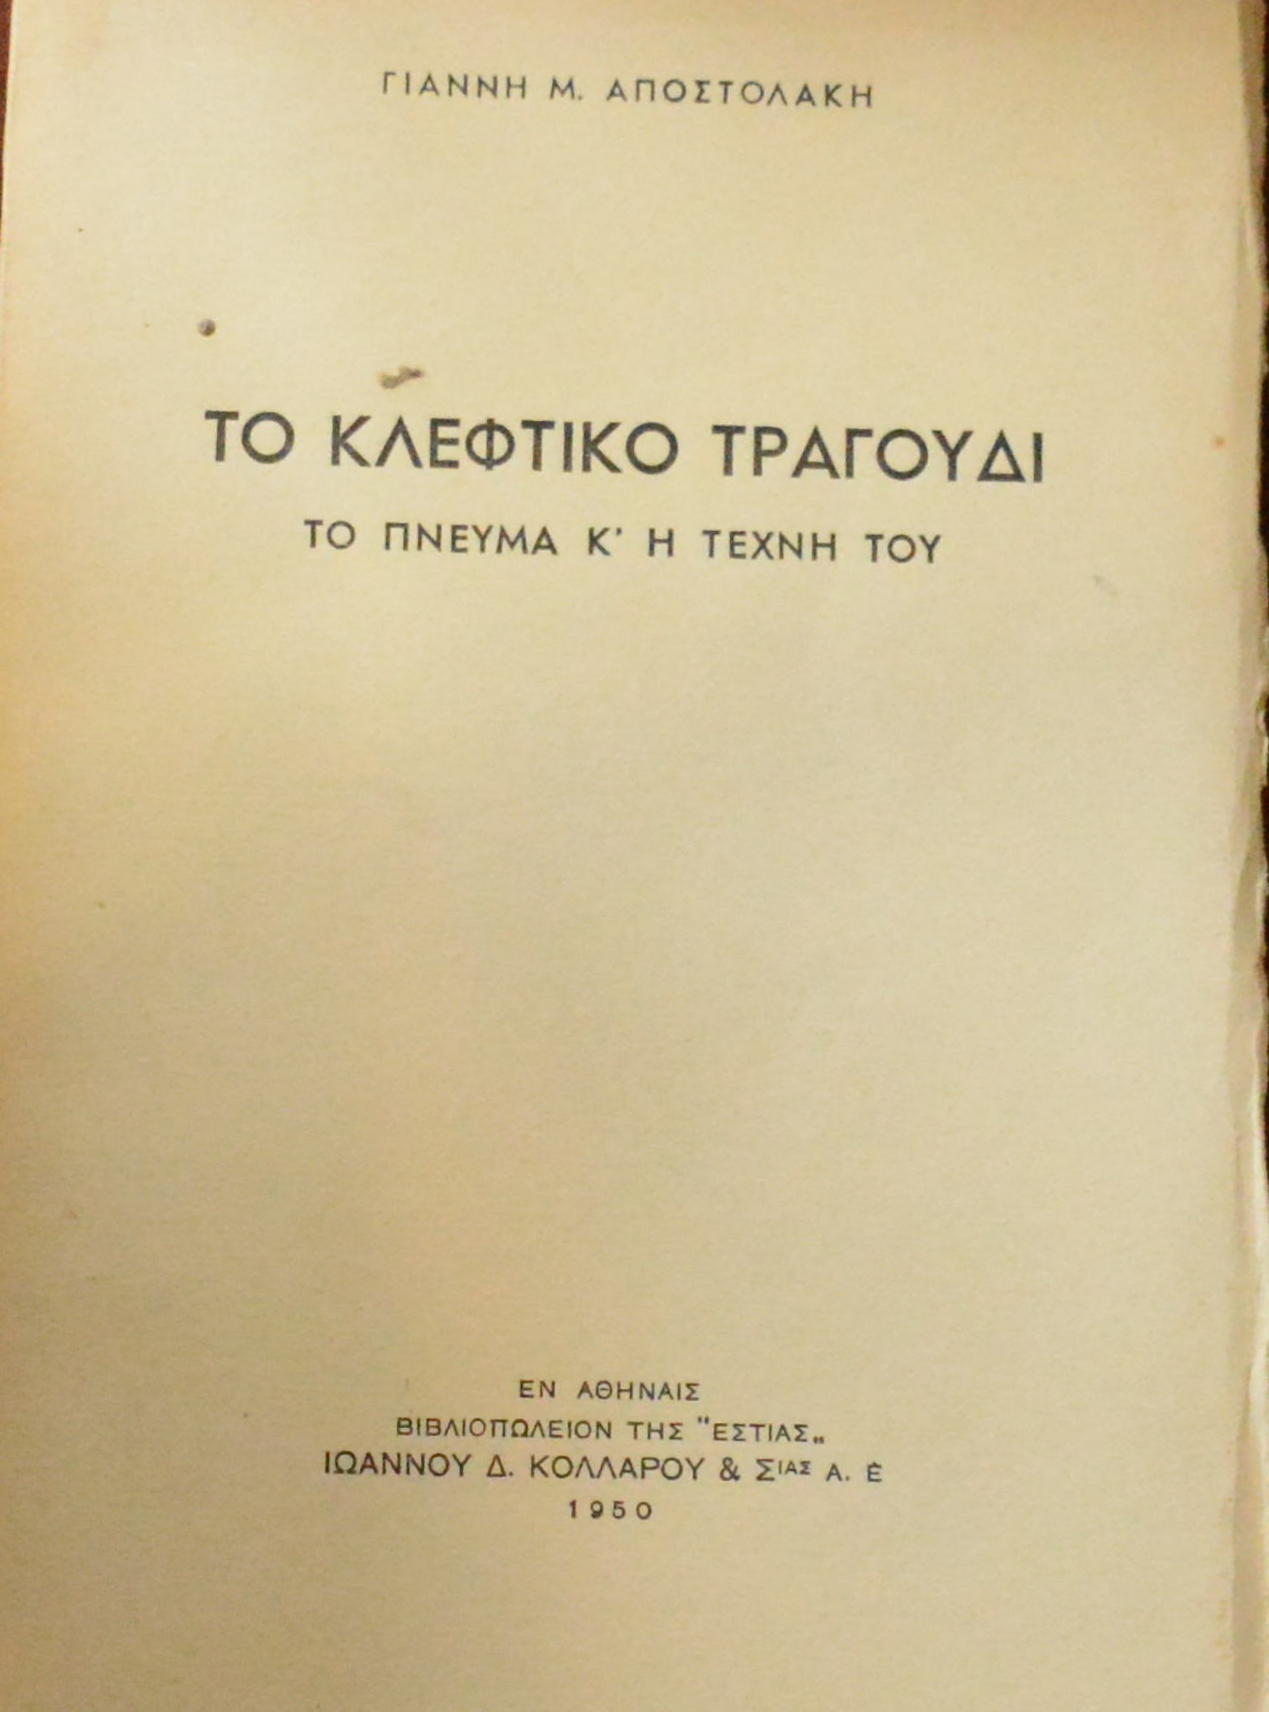 ΓΙΑΝΝΗ Μ. ΑΠΟΣΤΟΛΑΚΗ
ΤΟ ΚΛΕΦΤΙΚΟ ΤΡΑΓΟΥΔΙ
ΤΟ ΠΝΕΥΜΑ Κ' Η ΤΕΧΝΗ ΤΟΥ
ΕΝ ΑΘΗΝΑΙΣ
ΒΙΒΛΙΟΠΩΛΕΙΟΝ ΤΗΣ "ΕΣΤΙΑΣ„
ΙΩΑΝΝΟΥ Δ. ΚΟΛΛΑΡΟΥ & ΣΙΑΣ Α. Ε
1950